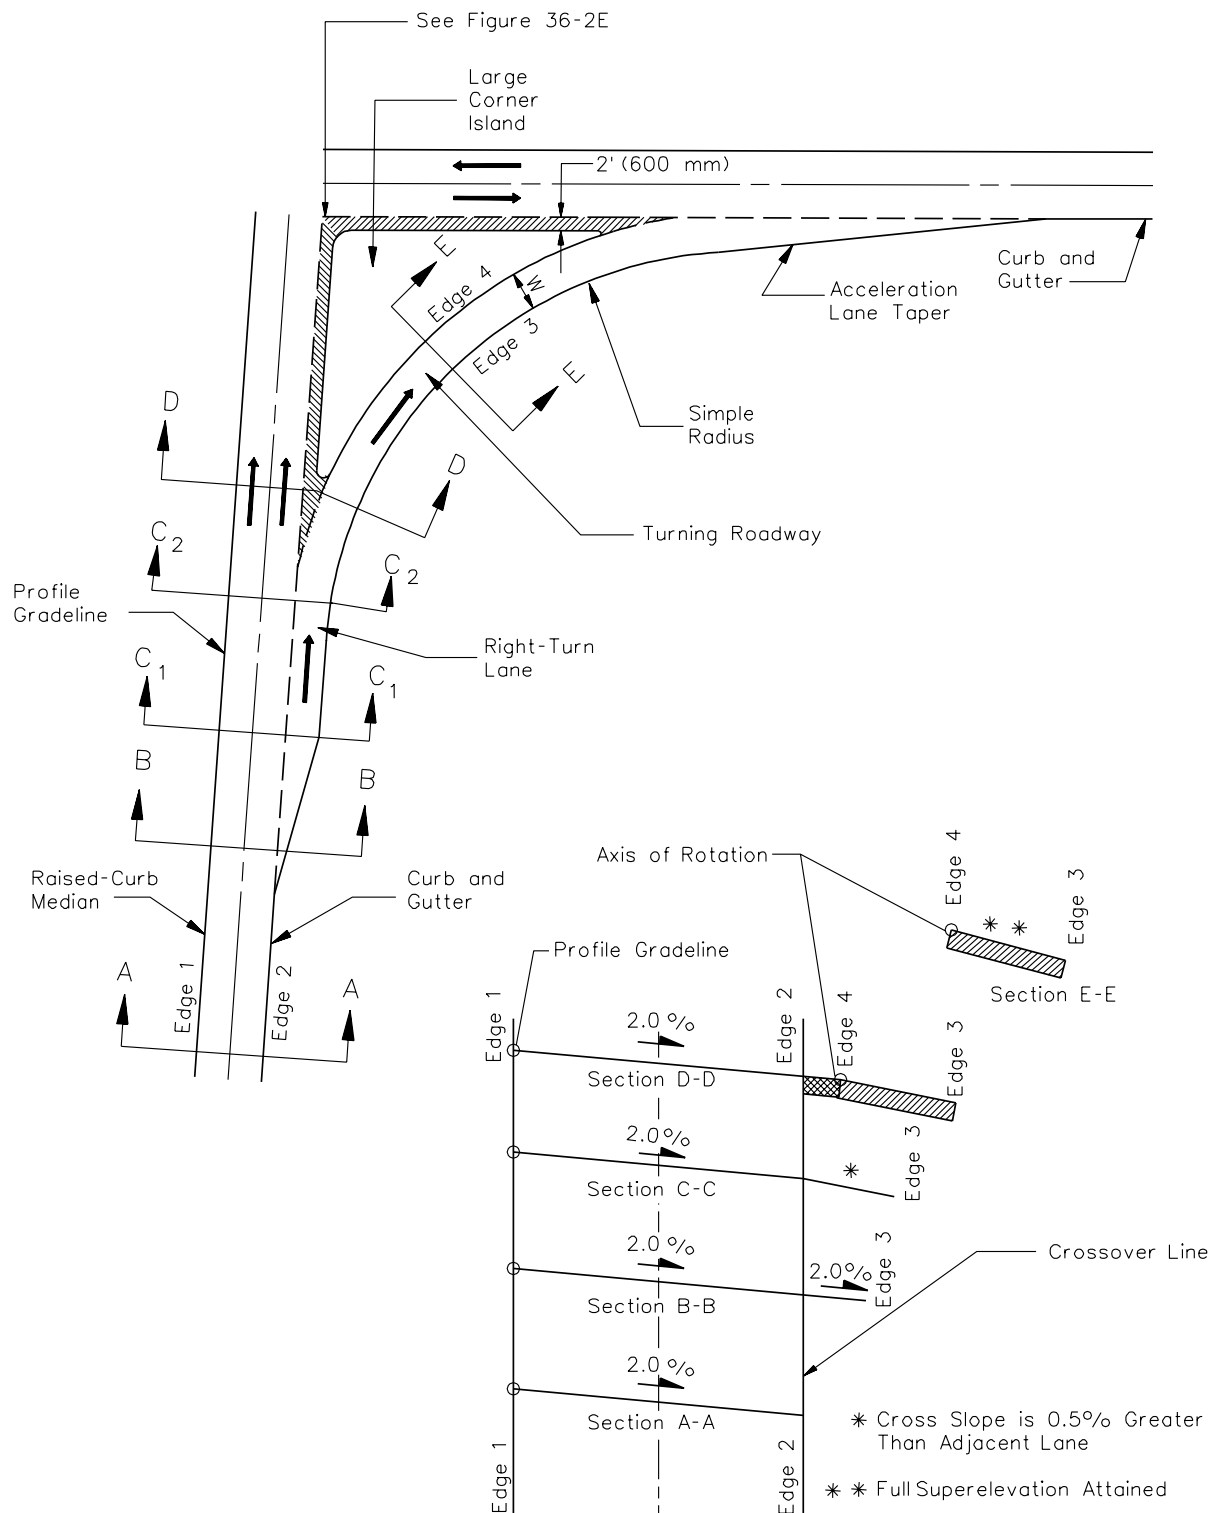 See Figure 36-2E
Large
Corner
Island
2' (600 mm)
E
Edge 4
W
Edge 3
E
Curb and
Gutter
Acceleration
Lane Taper
Simple
Radius
D
D
Turning Roadway
C2
C2
Profile
Gradeline
Right-Turn
Lane
C1
C1
B
B
Raised-Curb
Median
Curb and
Gutter
A
A
Edge 1
Edge 2
Axis of Rotation
Edge 4
Edge 3
* *
Section E-E
Profile Gradeline
Edge 1
2.0%
Edge 2
Edge 4
Edge 3
Section D-D
2.0%
*
Edge 3
Section C-C
2.0%
2.0%
Edge 3
Section B-B
Crossover Line
2.0%
Section A-A
Edge 1
Edge 2
* Cross Slope is 0.5% Greater
Than Adjacent Lane
* * Full Superelevation Attained